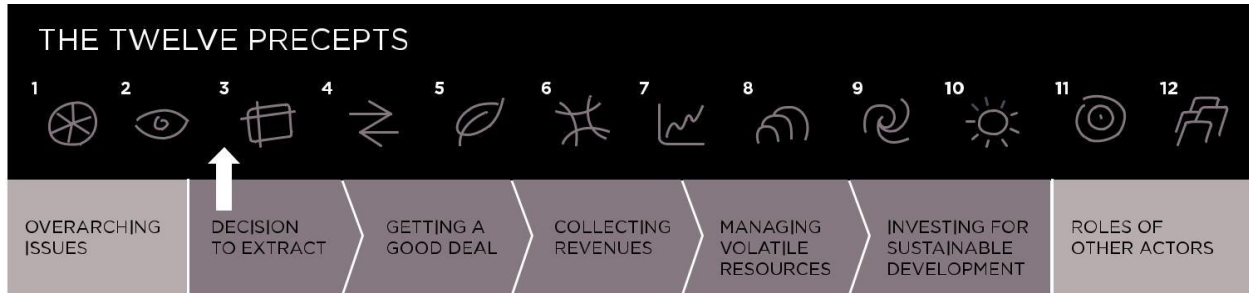 THE TWELVE PRECEPTS
1 2 3 4 5 6 7 8 9 10 11 12
OVERARCHING
ISSUES
DECISION
TO EXTRACT
GETTING A
GOOD DEAL
COLLECTING
REVENUES
MANAGING
VOLATILE
RESOURCES
INVESTING FOR
SUSTAINABLE
DEVELOPMENT
ROLES OF
OTHER ACTORS